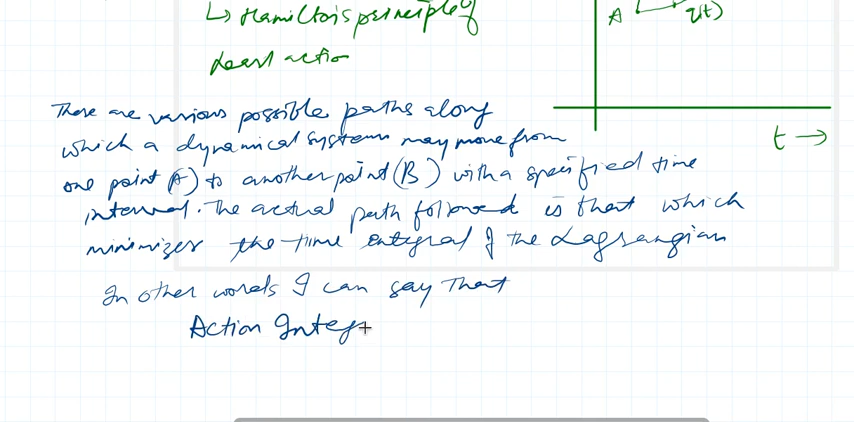 ↳ Hamilton's principle of
least action
A
q(t)
t →
There are various possible paths along
which a dynamical system may move from
one point (A) to another point (B) with a specified time
interval. The actual path followed is that which
minimizes the time integral of the Lagrangian
In other words I can say that
Action Integr